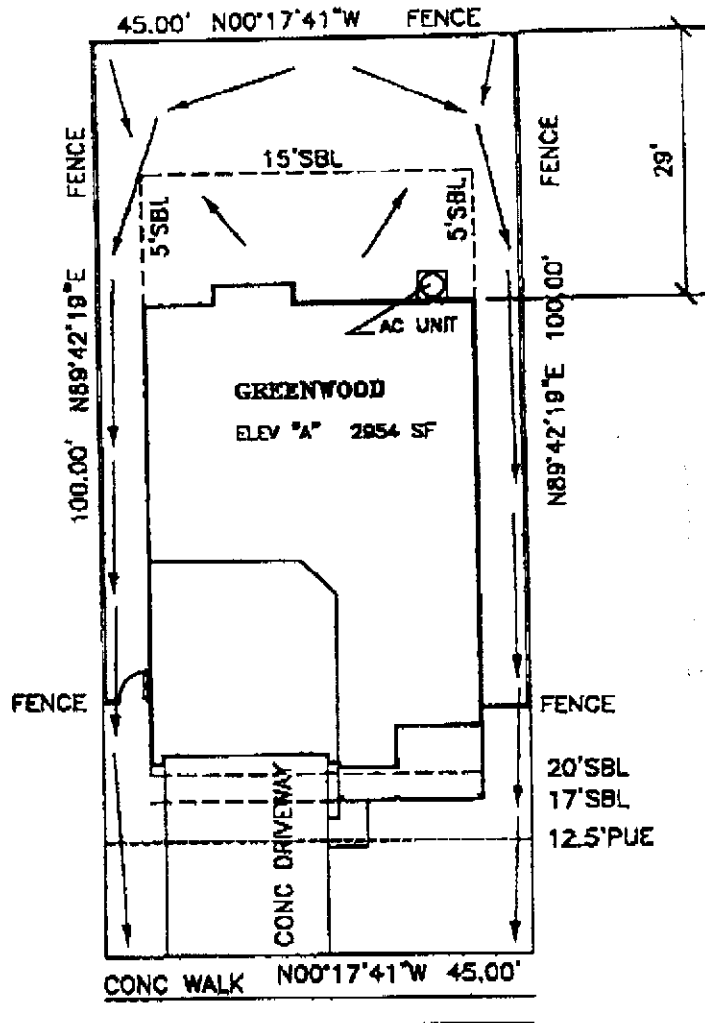 45.00' N00°17'41"W FENCE
FENCE
15'SBL
FENCE
29'
5'SBL
5'SBL
AC UNIT
100.00' N89°42'19"E
N89°42'19"E 100.00'
GREENWOOD
ELEV "A" 2954 SF
FENCE
FENCE
20'SBL
17'SBL
12.5'PUE
CONC DRIVEWAY
CONC WALK
N00°17'41"W 45.00'